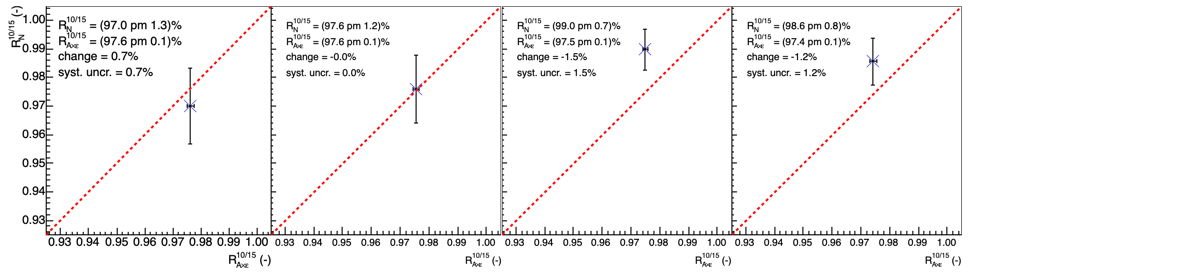 R_N^10/15 (-)
1.00
0.99
0.98
0.97
0.96
0.95
0.94
0.93
R_N^10/15 = (97.0 pm 1.3)%
R_A×ε^10/15 = (97.6 pm 0.1)%
change = 0.7%
syst. uncr. = 0.7%
R_N^10/15 = (97.6 pm 1.2)%
R_A×ε^10/15 = (97.6 pm 0.1)%
change = -0.0%
syst. uncr. = 0.0%
R_N^10/15 = (99.0 pm 0.7)%
R_A×ε^10/15 = (97.5 pm 0.1)%
change = -1.5%
syst. uncr. = 1.5%
R_N^10/15 = (98.6 pm 0.8)%
R_A×ε^10/15 = (97.4 pm 0.1)%
change = -1.2%
syst. uncr. = 1.2%
0.93 0.94 0.95 0.96 0.97 0.98 0.99 1.00
0.93 0.94 0.95 0.96 0.97 0.98 0.99 1.00
0.93 0.94 0.95 0.96 0.97 0.98 0.99 1.00
0.93 0.94 0.95 0.96 0.97 0.98 0.99 1.00
R_A×ε^10/15 (-)
R_A×ε^10/15 (-)
R_A×ε^10/15 (-)
R_A×ε^10/15 (-)